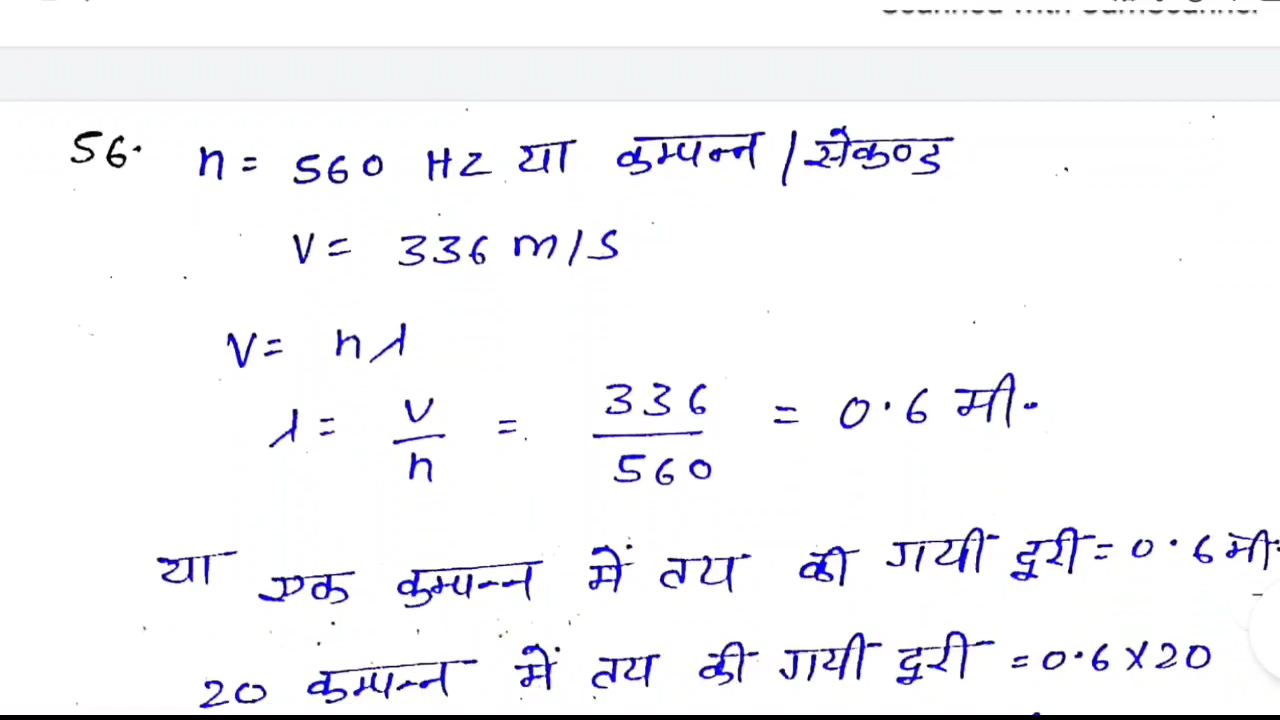 56. n = 560 Hz या कम्पन्न / सेकण्ड
V = 336 m/s
V = nλ
λ = v/n = 336/560 = 0.6 मी.
या एक कम्पन्न में तय की गयी दूरी = 0.6 मी.
20 कम्पन्न में तय की गयी दूरी = 0.6 X 20